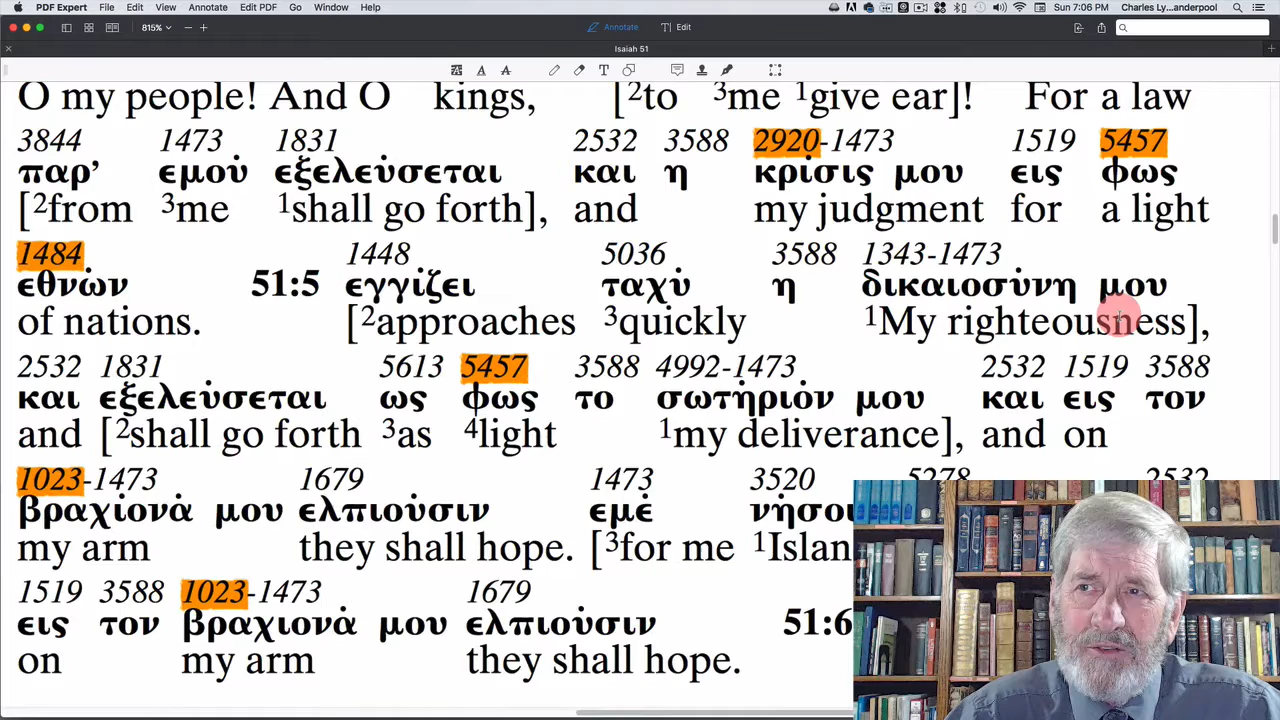 PDF Expert File Edit View Annotate Edit PDF Go Window Help Sun 7:06 PM Charles Ly...anderpool
815% Annotate Edit
Isaiah 51
O my people! And O kings, [²to ³me ¹give ear]! For a law
3844 1473 1831 2532 3588 2920-1473 1519 5457
παρ' εμού εξελεύσεται και η κρίσις μου εις φως
[²from ³me ¹shall go forth], and my judgment for a light
1484 1448 5036 3588 1343-1473
εθνών 51:5 εγγίζει ταχύ η δικαιοσύνη μου
of nations. [²approaches ³quickly ¹My righteousness],
2532 1831 5613 5457 3588 4992-1473 2532 1519 3588
και εξελεύσεται ως φως το σωτήριόν μου και εις τον
and [²shall go forth ³as ⁴light ¹my deliverance], and on
1023-1473 1679 1473 3520 5278 2532
βραχίονά μου ελπιούσιν εμέ
my arm they shall hope. [³for me
1519 3588 1023-1473 1679
εις τον βραχιονά μου ελπιούσιν 51:6
on my arm they shall hope.